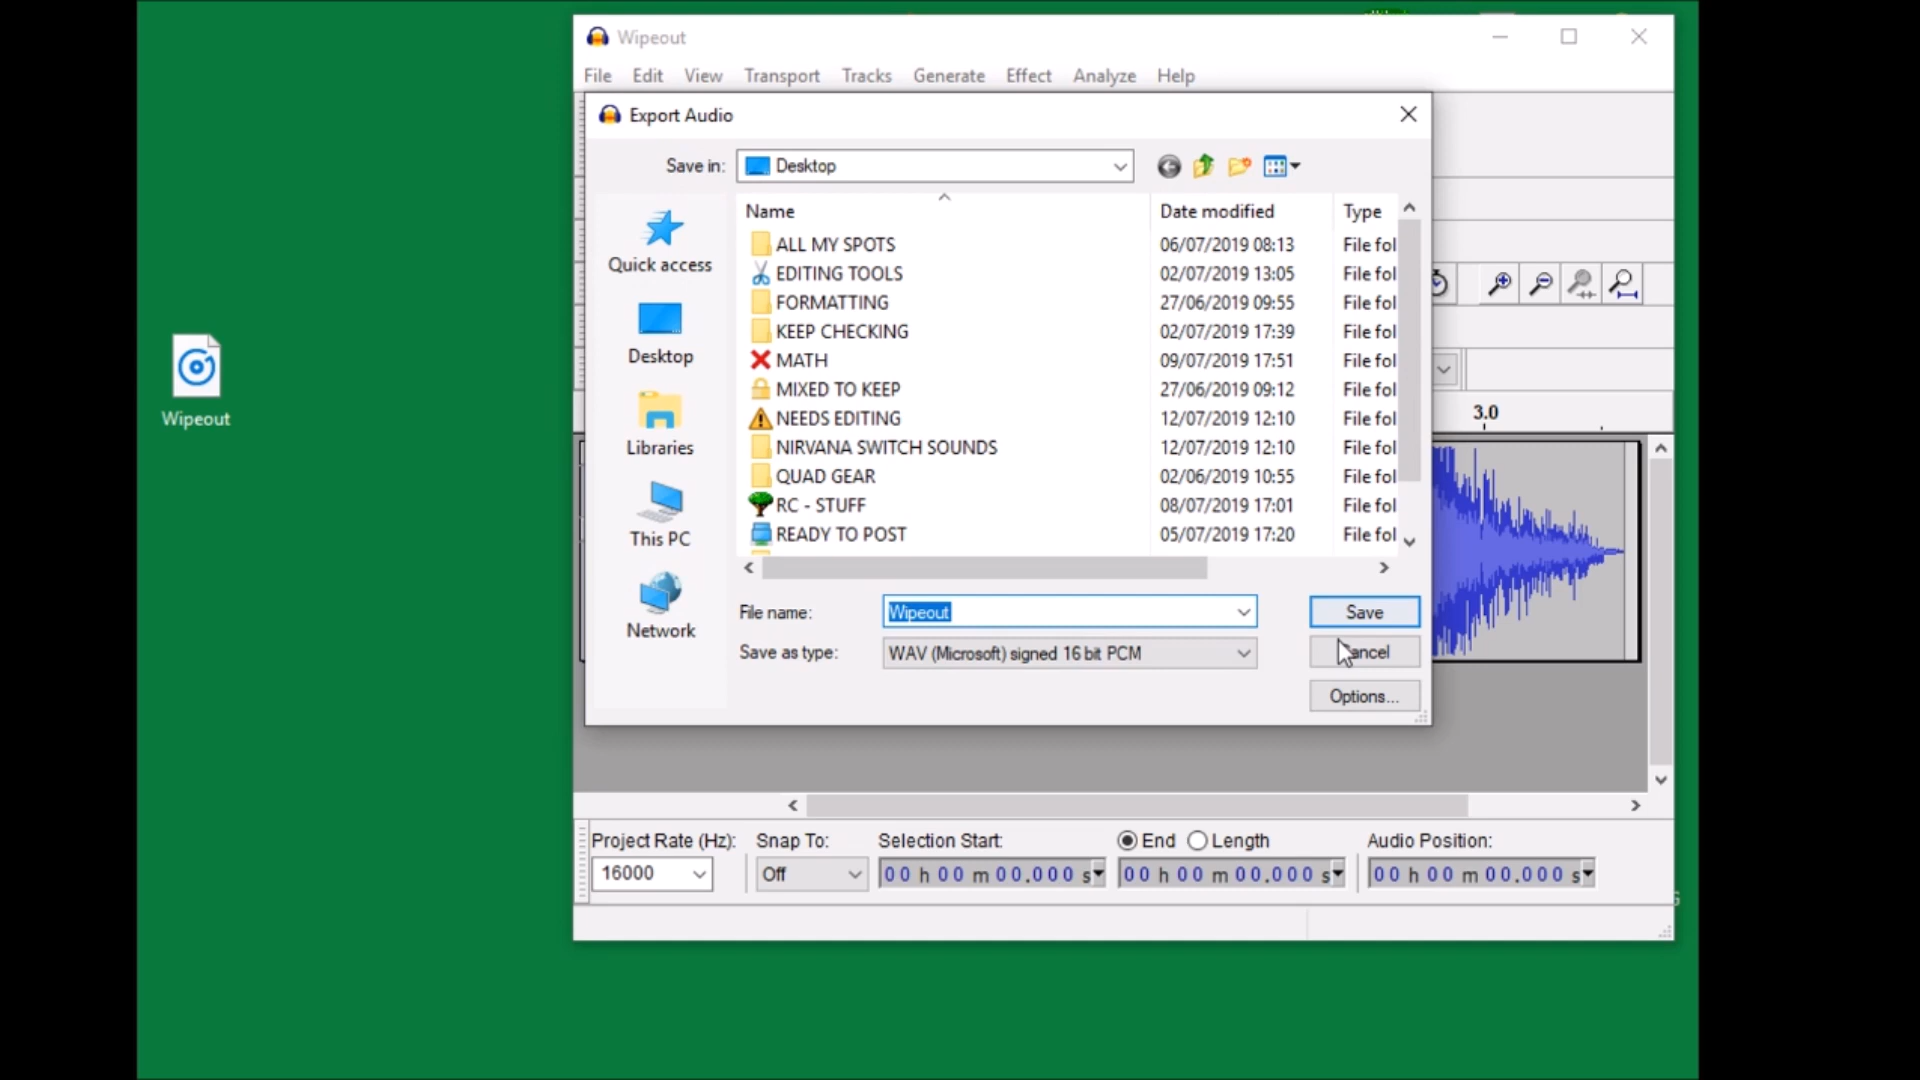 Wipeout
File Edit View Transport Tracks Generate Effect Analyze Help
Export Audio
Save in: Desktop
Name Date modified Type
ALL MY SPOTS 06/07/2019 08:13 File fol
EDITING TOOLS 02/07/2019 13:05 File fol
FORMATTING 27/06/2019 09:55 File fol
KEEP CHECKING 02/07/2019 17:39 File fol
MATH 09/07/2019 17:51 File fol
MIXED TO KEEP 27/06/2019 09:12 File fol
NEEDS EDITING 12/07/2019 12:10 File fol
NIRVANA SWITCH SOUNDS 12/07/2019 12:10 File fol
QUAD GEAR 02/06/2019 10:55 File fol
RC - STUFF 08/07/2019 17:01 File fol
READY TO POST 05/07/2019 17:20 File fol
Quick access
Desktop
Libraries
This PC
Network
File name: Wipeout Save
Save as type: WAV (Microsoft) signed 16 bit PCM ancel
Options...
3.0
Wipeout
Project Rate (Hz): Snap To: Selection Start: End Length Audio Position:
16000 Off 00 h 00 m 00.000 s 00 h 00 m 00.000 s 00 h 00 m 00.000 s